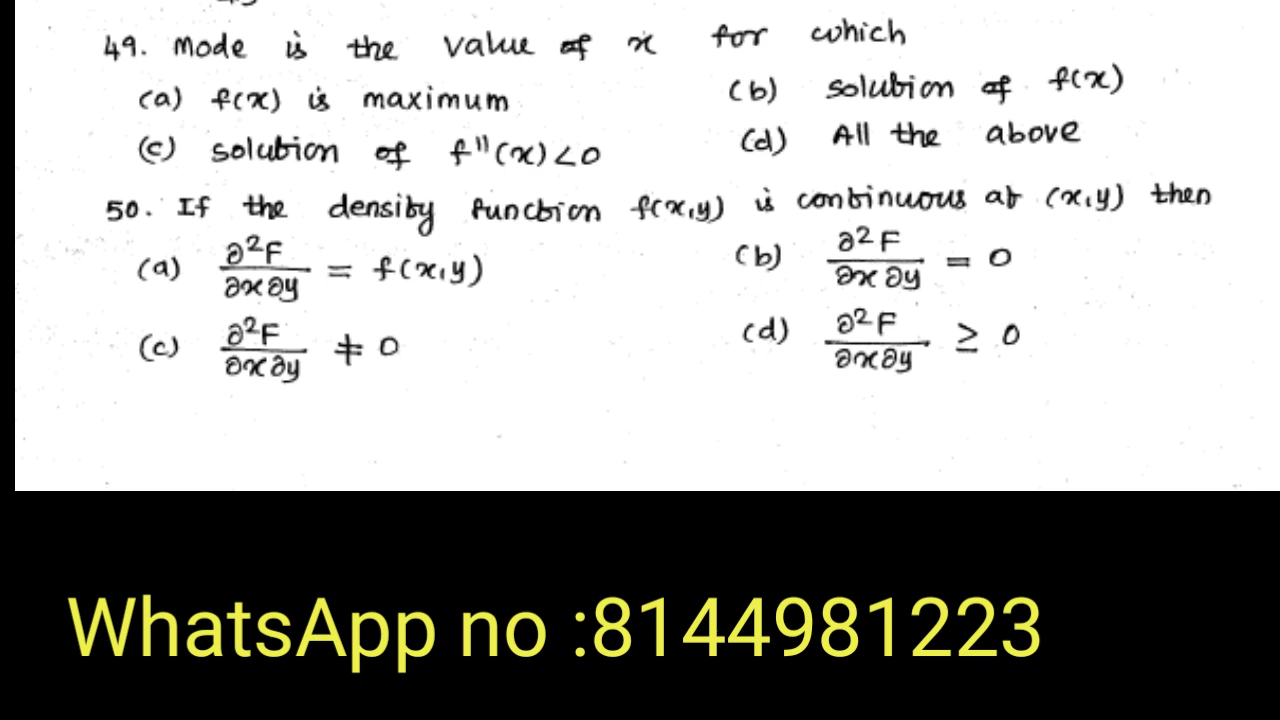 49. Mode is the value of x for which
(a) f(x) is maximum (b) solution of f(x)
(c) solution of f"(x)<0 (d) All the above
50. If the density function f(x,y) is continuous at (x,y) then
(a) ∂²F/∂x∂y = f(x,y) (b) ∂²F/∂x∂y = 0
(c) ∂²F/∂x∂y ≠ 0 (d) ∂²F/∂x∂y ≥ 0
WhatsApp no :8144981223